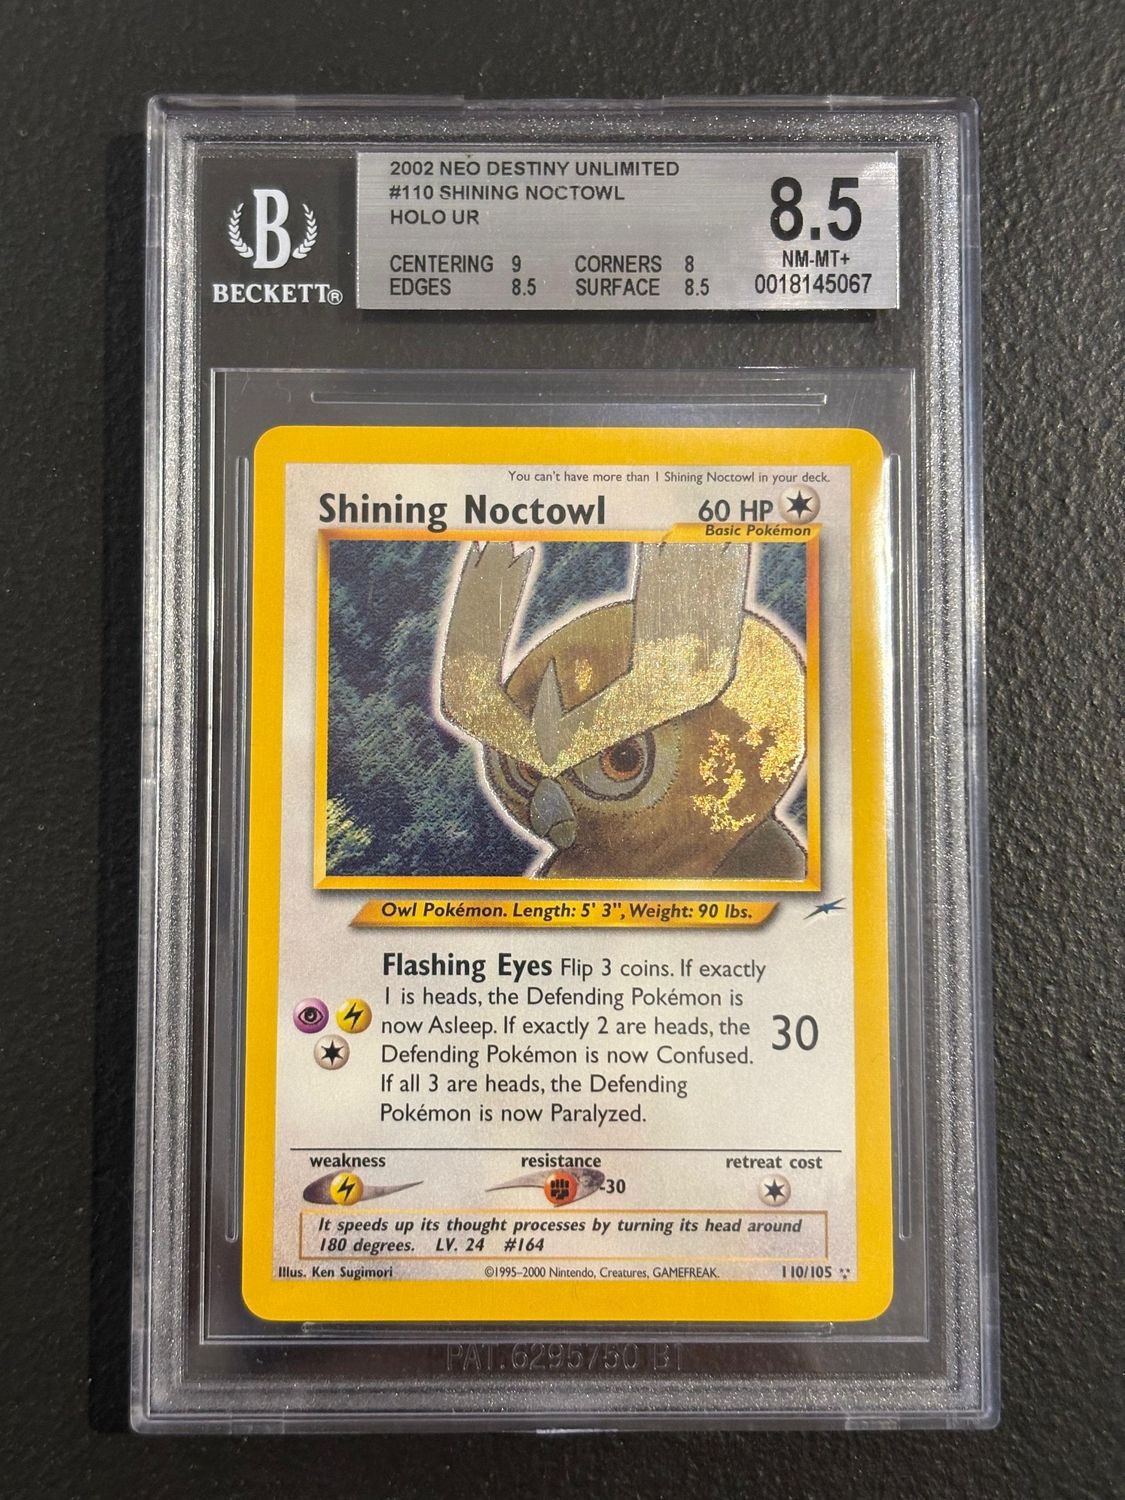 2002 NEO DESTINY UNLIMITED
#110 SHINING NOCTOWL
HOLO UR
CENTERING 9 CORNERS 8
EDGES 8.5 SURFACE 8.5
8.5
NM-MT+
0018145067
B
BECKETT®
You can't have more than 1 Shining Noctowl in your deck.
Shining Noctowl 60 HP
Basic Pokémon
Owl Pokémon. Length: 5' 3", Weight: 90 lbs.
Flashing Eyes Flip 3 coins. If exactly
1 is heads, the Defending Pokémon is
now Asleep. If exactly 2 are heads, the
Defending Pokémon is now Confused.
If all 3 are heads, the Defending
Pokémon is now Paralyzed.
30
weakness resistance retreat cost
-30
It speeds up its thought processes by turning its head around
180 degrees. LV. 24 #164
Illus. Ken Sugimori ©1995-2000 Nintendo, Creatures, GAMEFREAK. 110/105
PAT. 6295750 B1